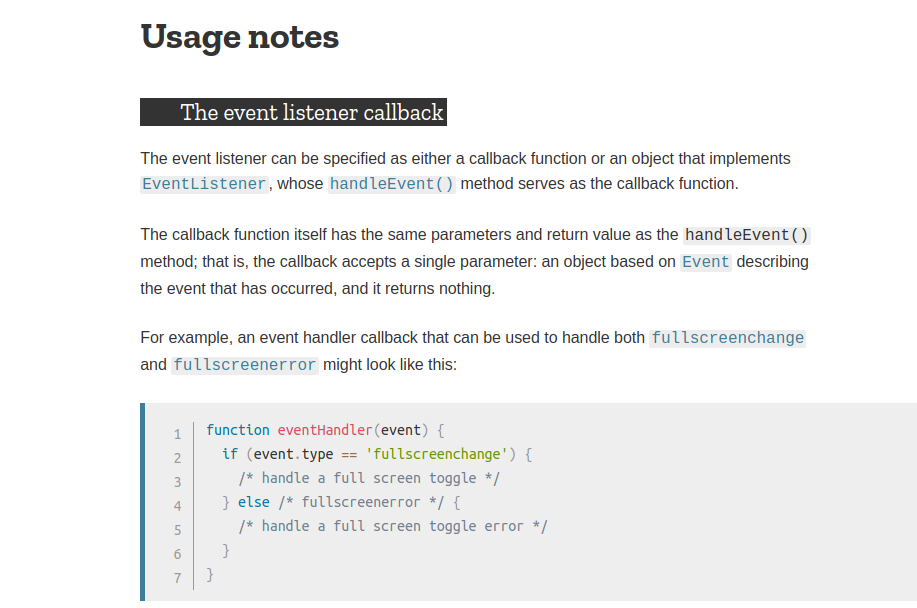 Usage notes
The event listener callback
The event listener can be specified as either a callback function or an object that implements
EventListener, whose handleEvent() method serves as the callback function.
The callback function itself has the same parameters and return value as the handleEvent()
method; that is, the callback accepts a single parameter: an object based on Event describing
the event that has occurred, and it returns nothing.
For example, an event handler callback that can be used to handle both fullscreenchange
and fullscreenerror might look like this:
1 function eventHandler(event) {
2   if (event.type == 'fullscreenchange') {
3     /* handle a full screen toggle */
4   } else /* fullscreenerror */ {
5     /* handle a full screen toggle error */
6   }
7 }